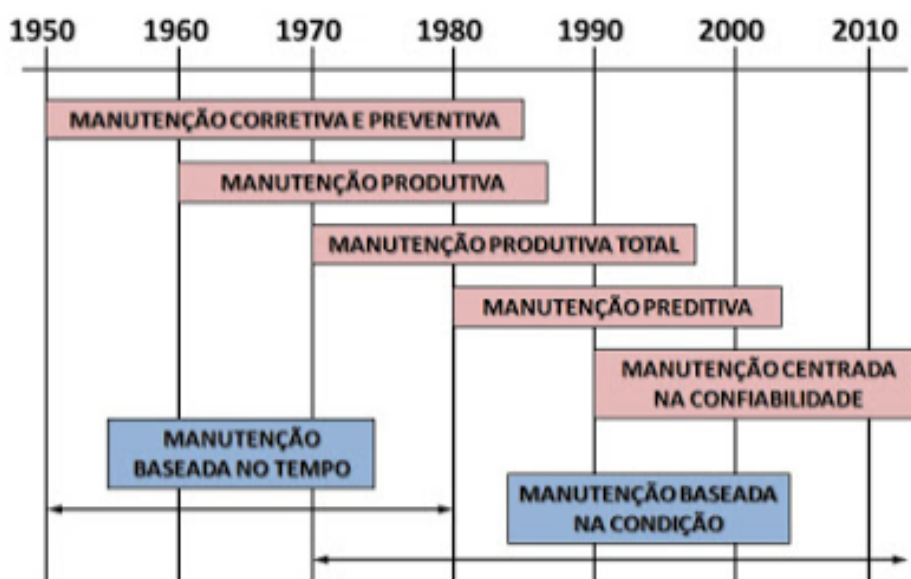 1950 1960 1970 1980 1990 2000 2010
MANUTENÇÃO CORRETIVA E PREVENTIVA
MANUTENÇÃO PRODUTIVA
MANUTENÇÃO PRODUTIVA TOTAL
MANUTENÇÃO PREDITIVA
MANUTENÇÃO CENTRADA
NA CONFIABILIDADE
MANUTENÇÃO
BASEADA NO TEMPO
MANUTENÇÃO BASEADA
NA CONDIÇÃO